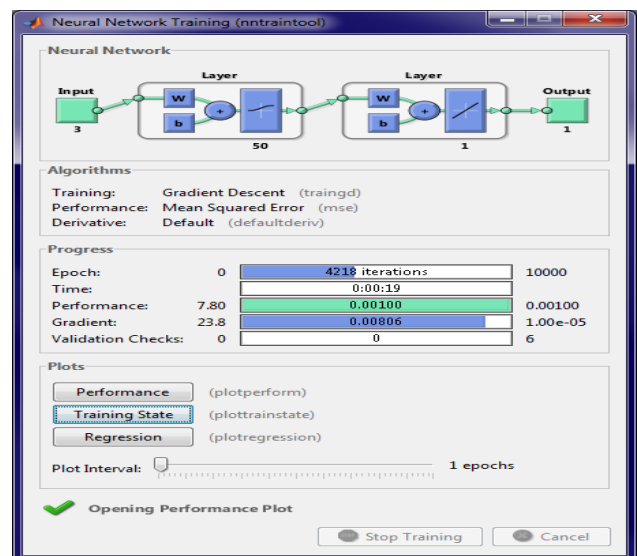 Neural Network Training (nntraintool)
Neural Network
Layer Layer
Input Output
W W
b b
+ +
3 1
50 1
Algorithms
Training: Gradient Descent (traingd)
Performance: Mean Squared Error (mse)
Derivative: Default (defaultderiv)
Progress
Epoch: 0 4218 iterations 10000
Time: 0:00:19
Performance: 7.80 0.00100 0.00100
Gradient: 23.8 0.00806 1.00e-05
Validation Checks: 0 0 6
Plots
Performance (plotperform)
Training State (plottrainstate)
Regression (plotregression)
Plot Interval: 1 epochs
Opening Performance Plot
Stop Training Cancel